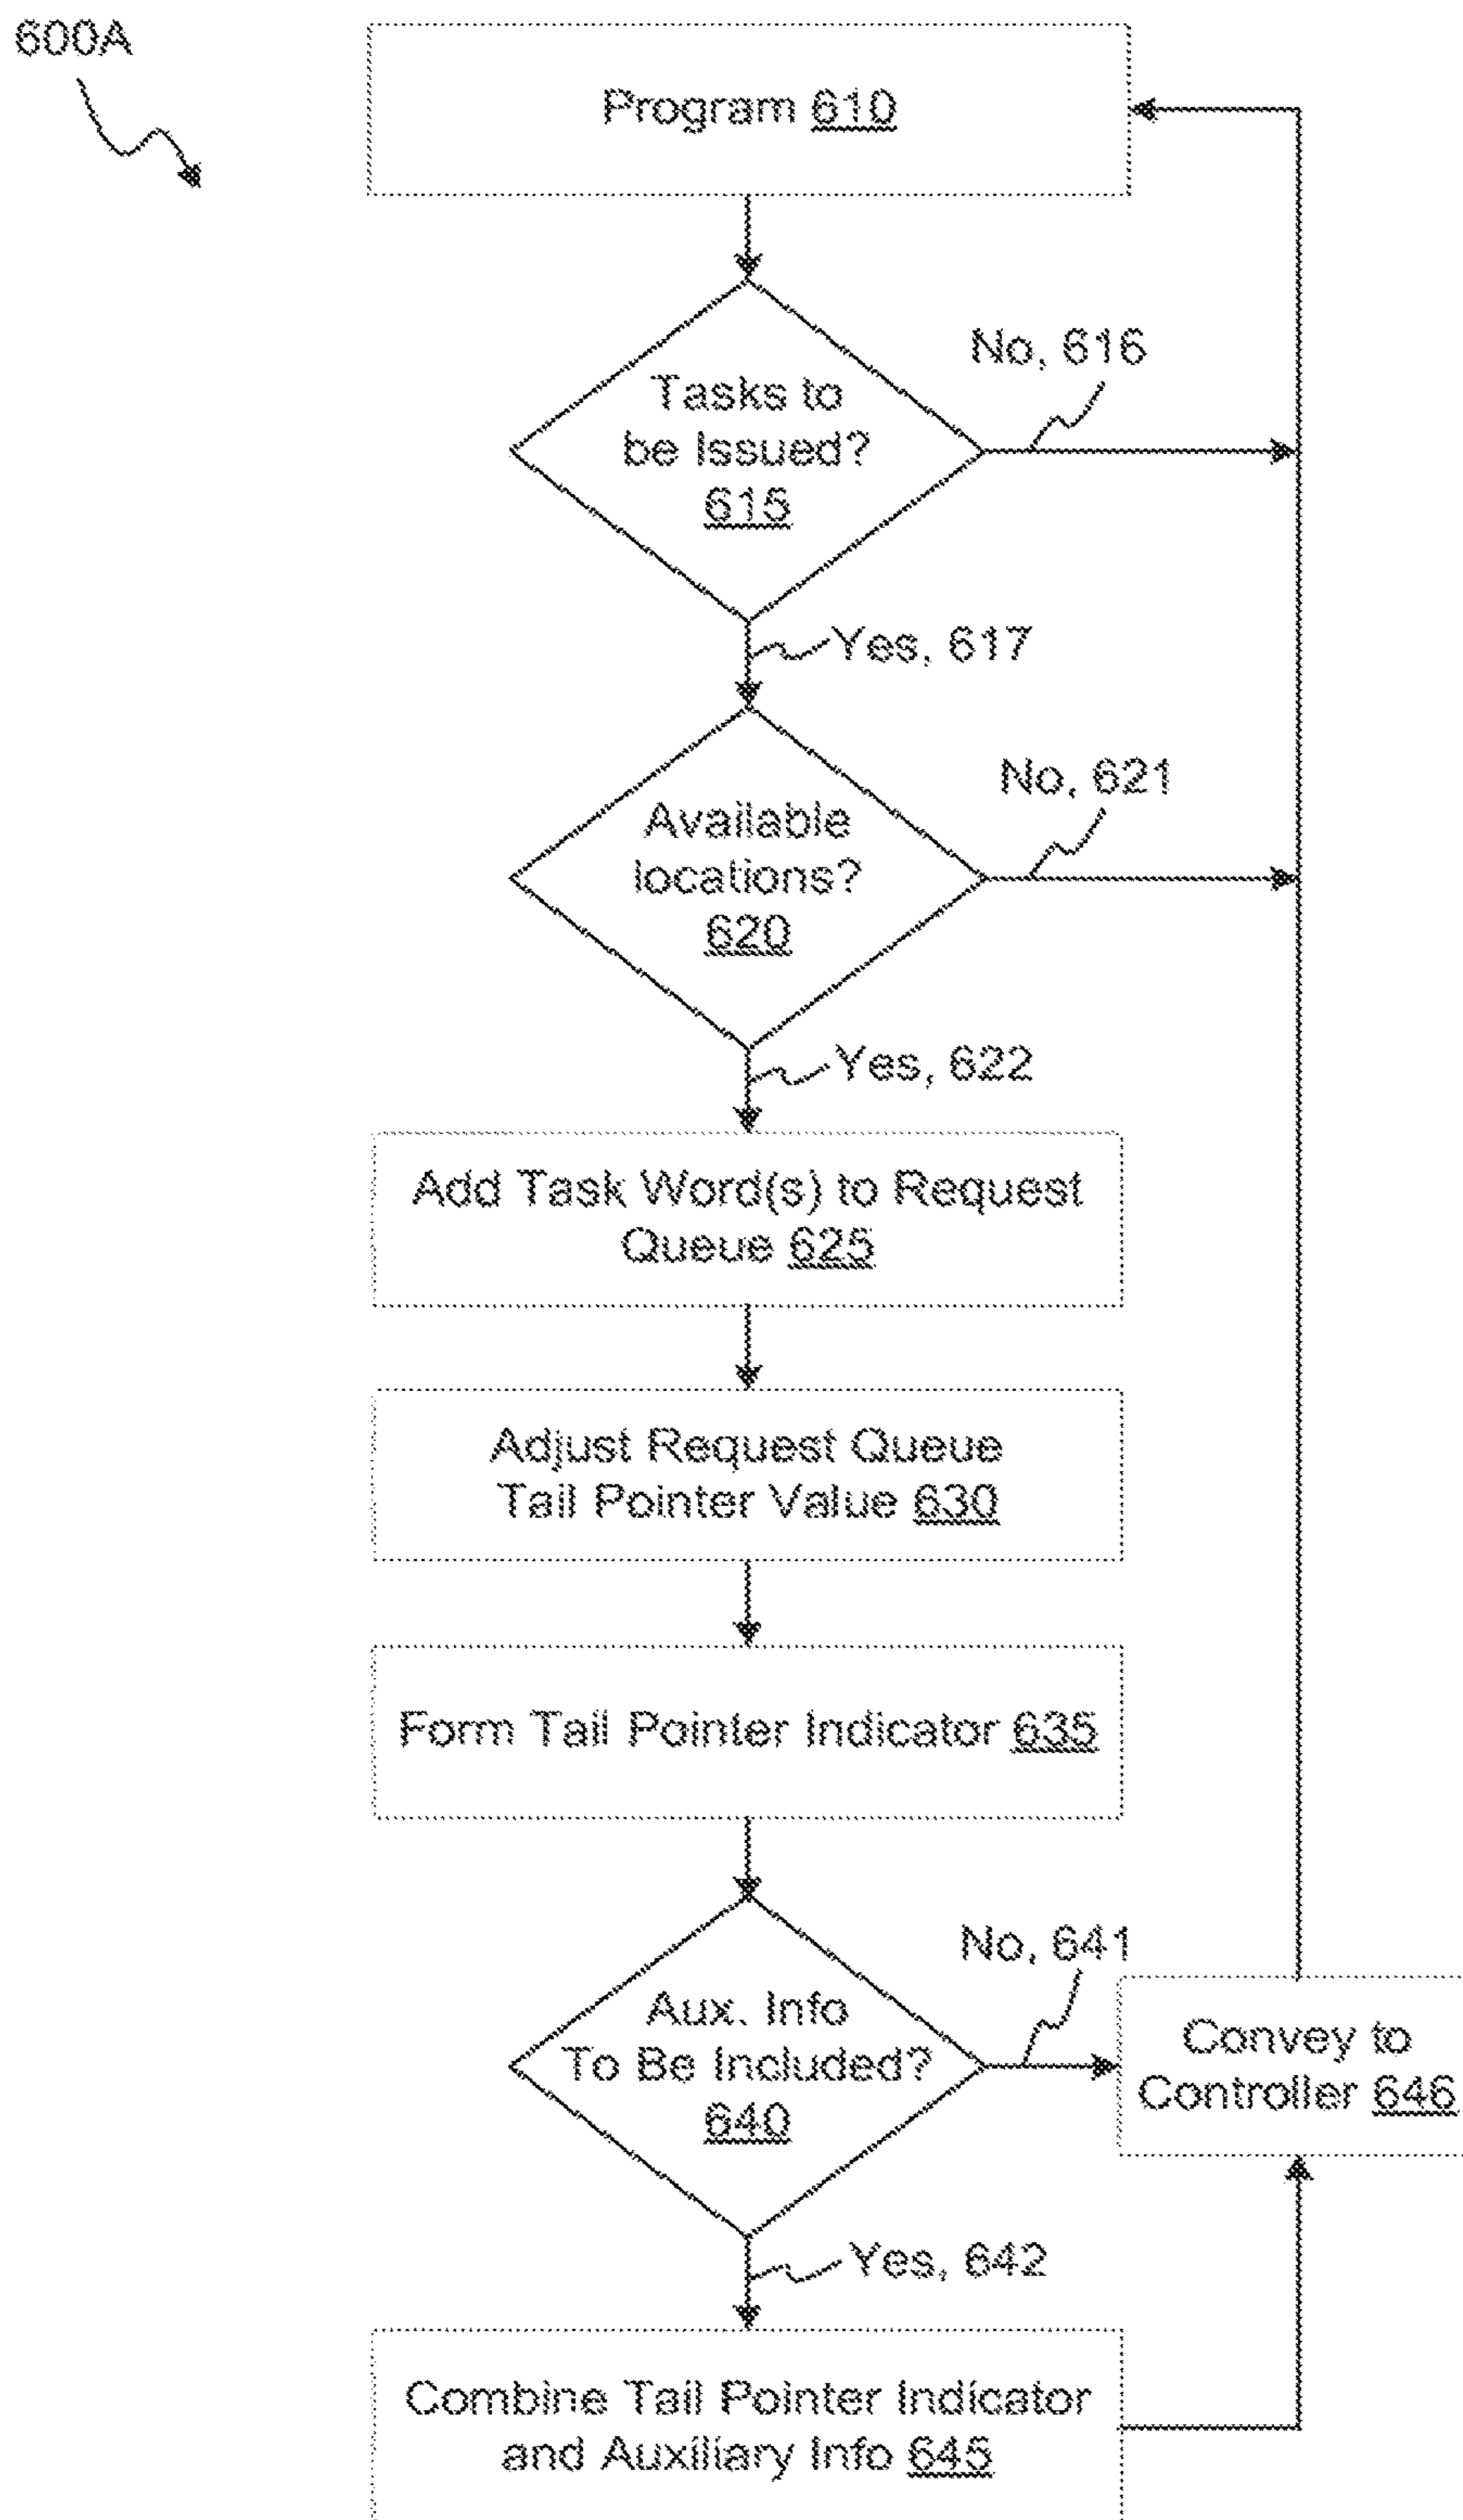 600A
Program 610
Tasks to
be Issued?
615
No, 616
Yes, 617
Available
locations?
620
No, 621
Yes, 622
Add Task Word(s) to Request
Queue 625
Adjust Request Queue
Tail Pointer Value 630
Form Tail Pointer Indicator 635
Aux. Info
To Be Included?
640
No, 641
Convey to
Controller 646
Yes, 642
Combine Tail Pointer Indicator
and Auxiliary Info 645